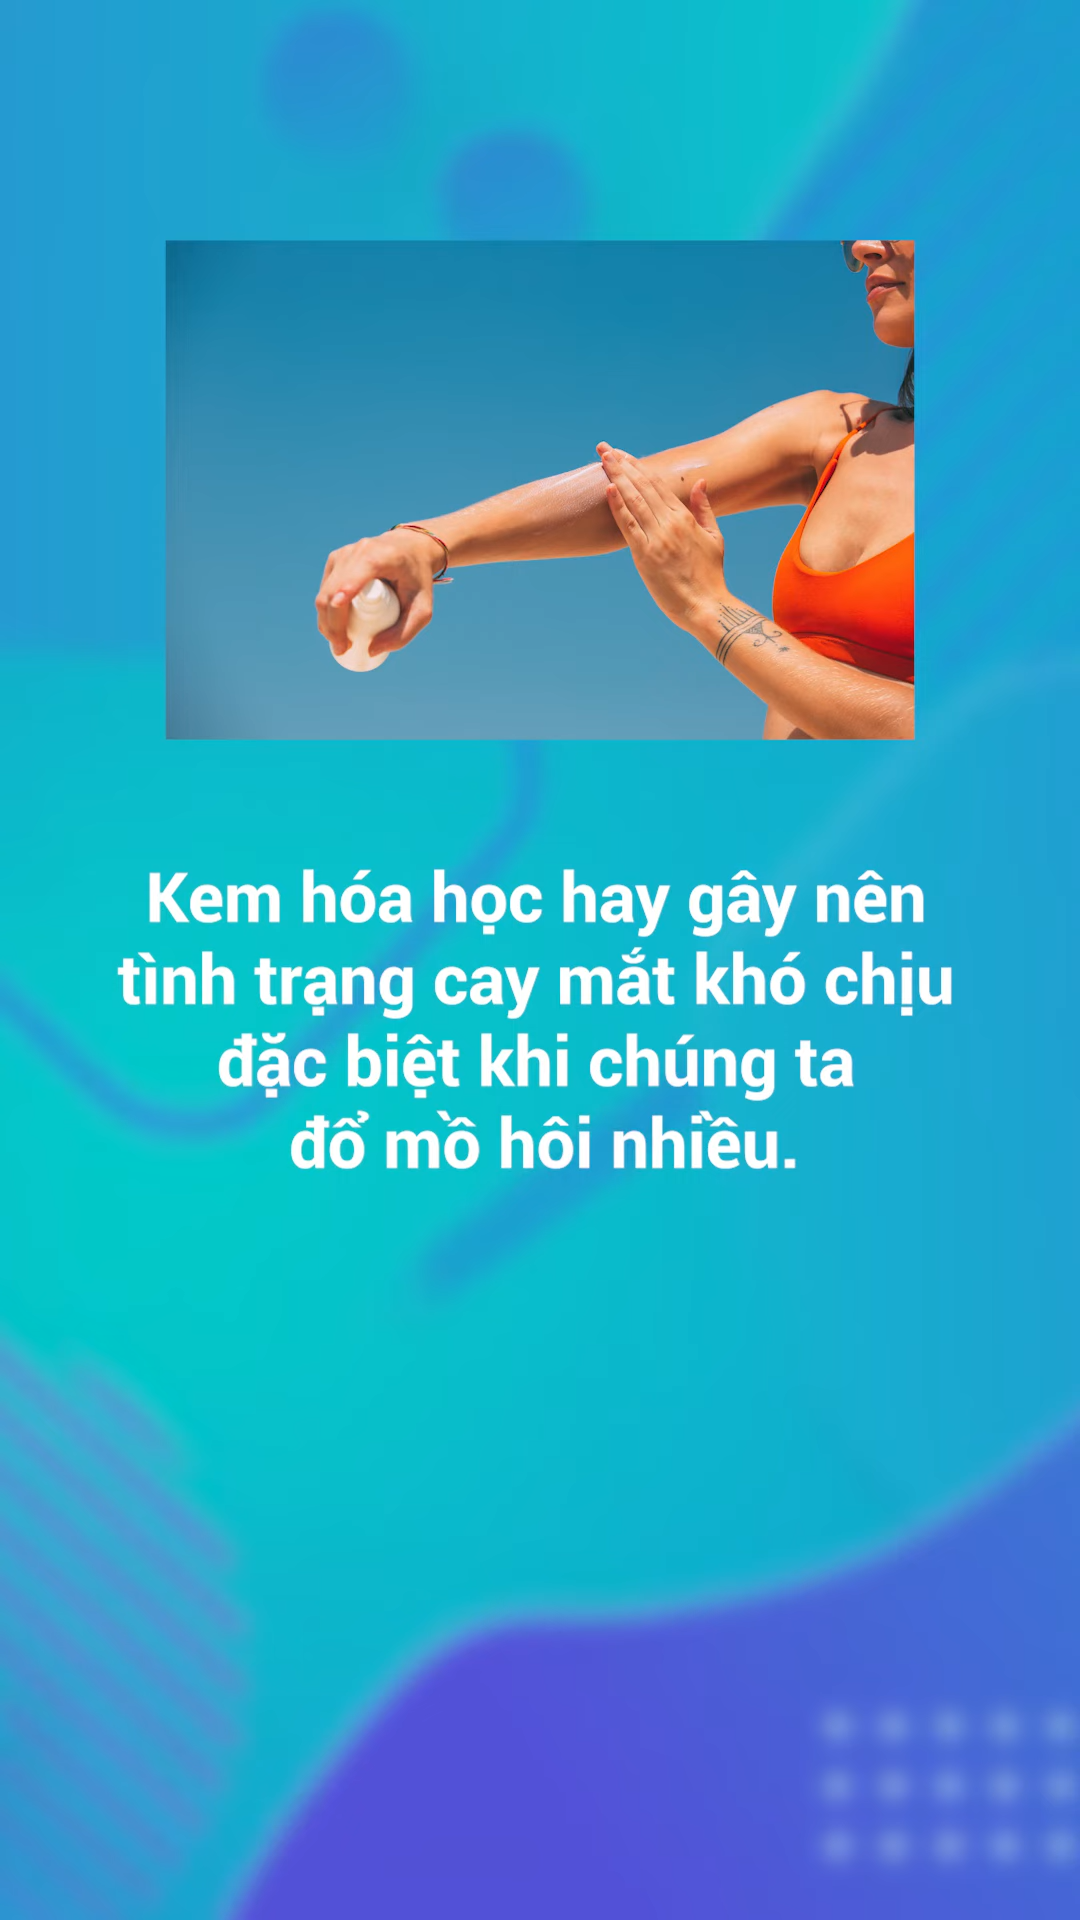 Kem hóa học hay gây nên
tình trạng cay mắt khó chịu
đặc biệt khi chúng ta
đổ mồ hôi nhiều.